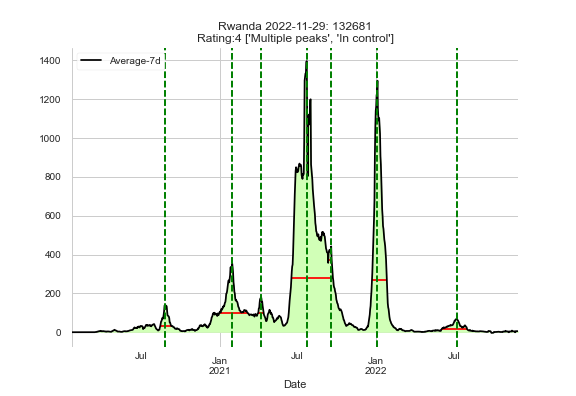 Rwanda 2022-11-29: 132681
Rating:4 ['Multiple peaks', 'In control']
Average-7d
1400
1200
1000
800
600
400
200
0
Jul
Jan
2021
Jul
Jan
2022
Jul
Date